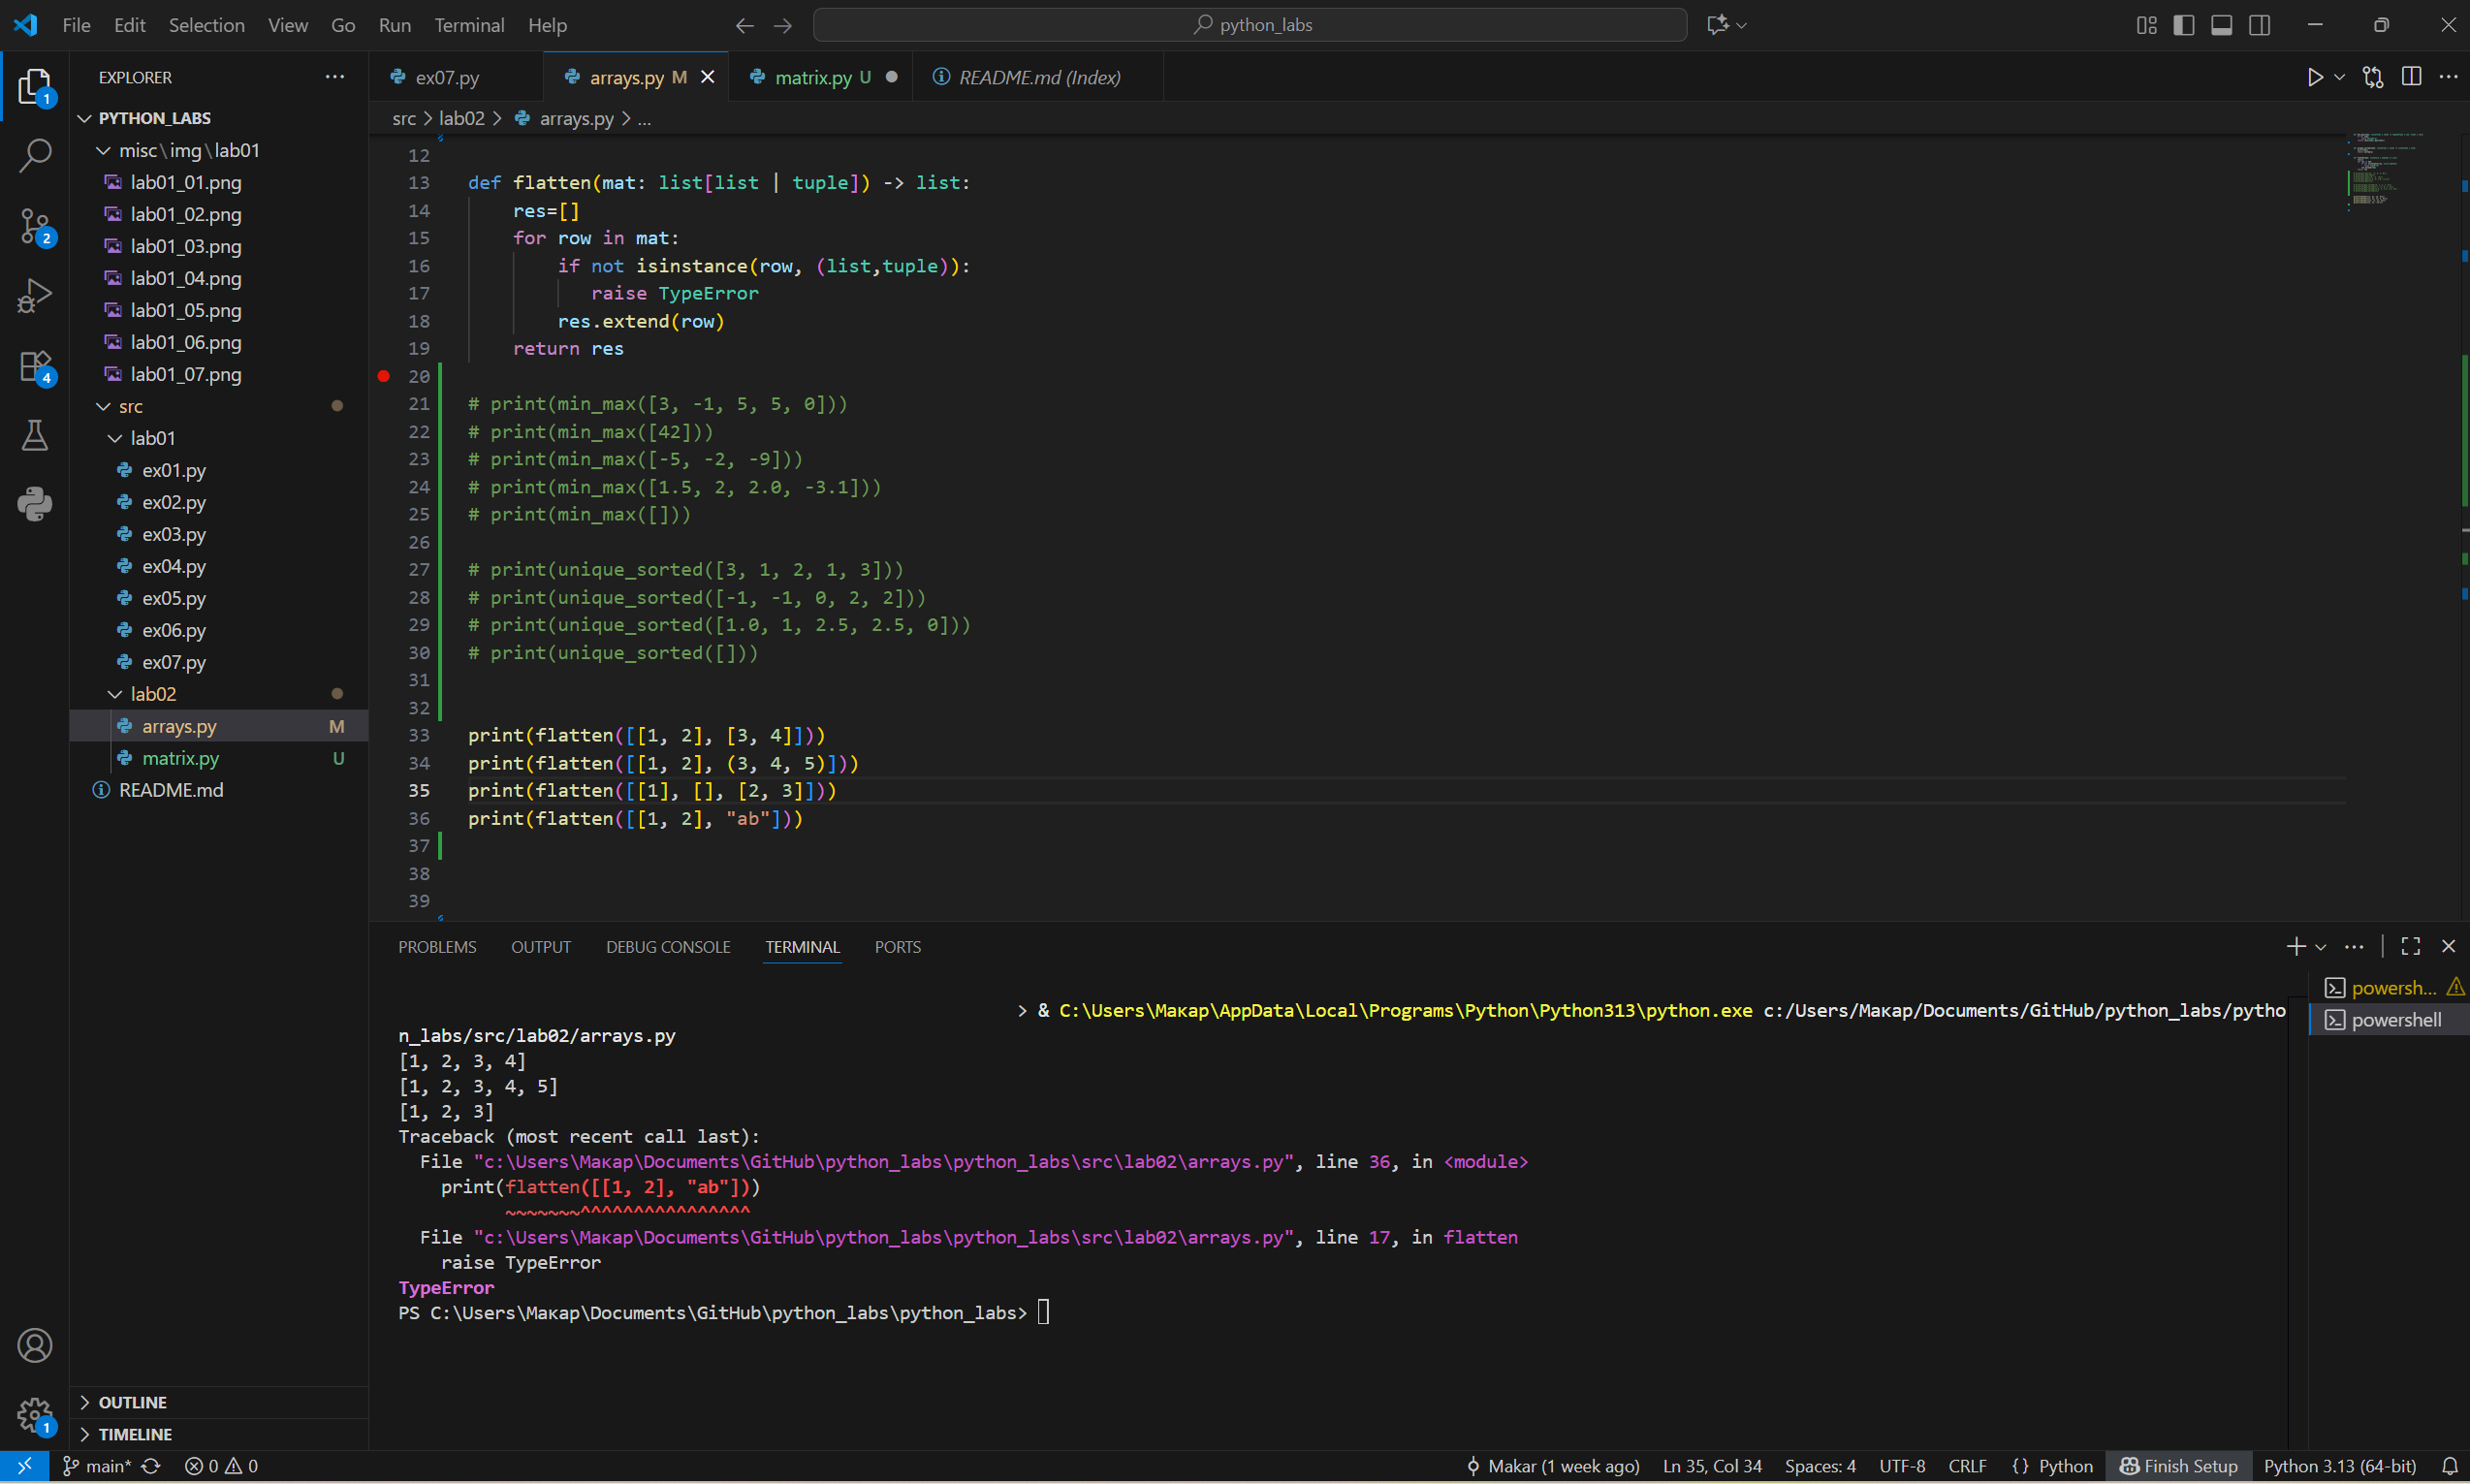 File Edit Selection View Go Run Terminal Help
python_labs
EXPLORER
PYTHON_LABS
misc\img\lab01
lab01_01.png
lab01_02.png
lab01_03.png
lab01_04.png
lab01_05.png
lab01_06.png
lab01_07.png
src
lab01
ex01.py
ex02.py
ex03.py
ex04.py
ex05.py
ex06.py
ex07.py
lab02
arrays.py M
matrix.py U
README.md
OUTLINE
TIMELINE
1
2
4
1
ex07.py arrays.py M matrix.py U README.md (Index)
src > lab02 > arrays.py > ...
12
13 def flatten(mat: list[list | tuple]) -> list:
14 res=[]
15 for row in mat:
16 if not isinstance(row, (list,tuple)):
17 raise TypeError
18 res.extend(row)
19 return res
20
21 # print(min_max([3, -1, 5, 5, 0]))
22 # print(min_max([42]))
23 # print(min_max([-5, -2, -9]))
24 # print(min_max([1.5, 2, 2.0, -3.1]))
25 # print(min_max([]))
26
27 # print(unique_sorted([3, 1, 2, 1, 3]))
28 # print(unique_sorted([-1, -1, 0, 2, 2]))
29 # print(unique_sorted([1.0, 1, 2.5, 2.5, 0]))
30 # print(unique_sorted([]))
31
32
33 print(flatten([[1, 2], [3, 4]]))
34 print(flatten([[1, 2], (3, 4, 5)]))
35 print(flatten([[1], [], [2, 3]]))
36 print(flatten([[1, 2], "ab"]))
37
38
39
PROBLEMS OUTPUT DEBUG CONSOLE TERMINAL PORTS
powersh...
powershell
> & C:\Users\Макар\AppData\Local\Programs\Python\Python313\python.exe c:/Users/Макар/Documents/GitHub/python_labs/pytho
n_labs/src/lab02/arrays.py
[1, 2, 3, 4]
[1, 2, 3, 4, 5]
[1, 2, 3]
Traceback (most recent call last):
File "c:\Users\Макар\Documents\GitHub\python_labs\python_labs\src\lab02\arrays.py", line 36, in <module>
print(flatten([[1, 2], "ab"]))
~~~~~~~^^^^^^^^^^^^^^^^
File "c:\Users\Макар\Documents\GitHub\python_labs\python_labs\src\lab02\arrays.py", line 17, in flatten
raise TypeError
TypeError
PS C:\Users\Макар\Documents\GitHub\python_labs\python_labs>
main* 0 0 Makar (1 week ago) Ln 35, Col 34 Spaces: 4 UTF-8 CRLF {} Python Finish Setup Python 3.13 (64-bit)